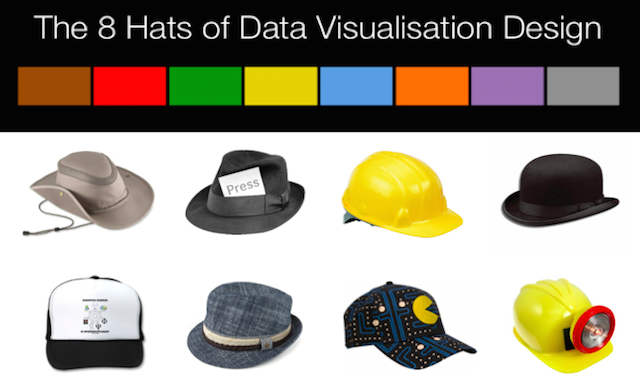 The 8 Hats of Data Visualisation Design
Press